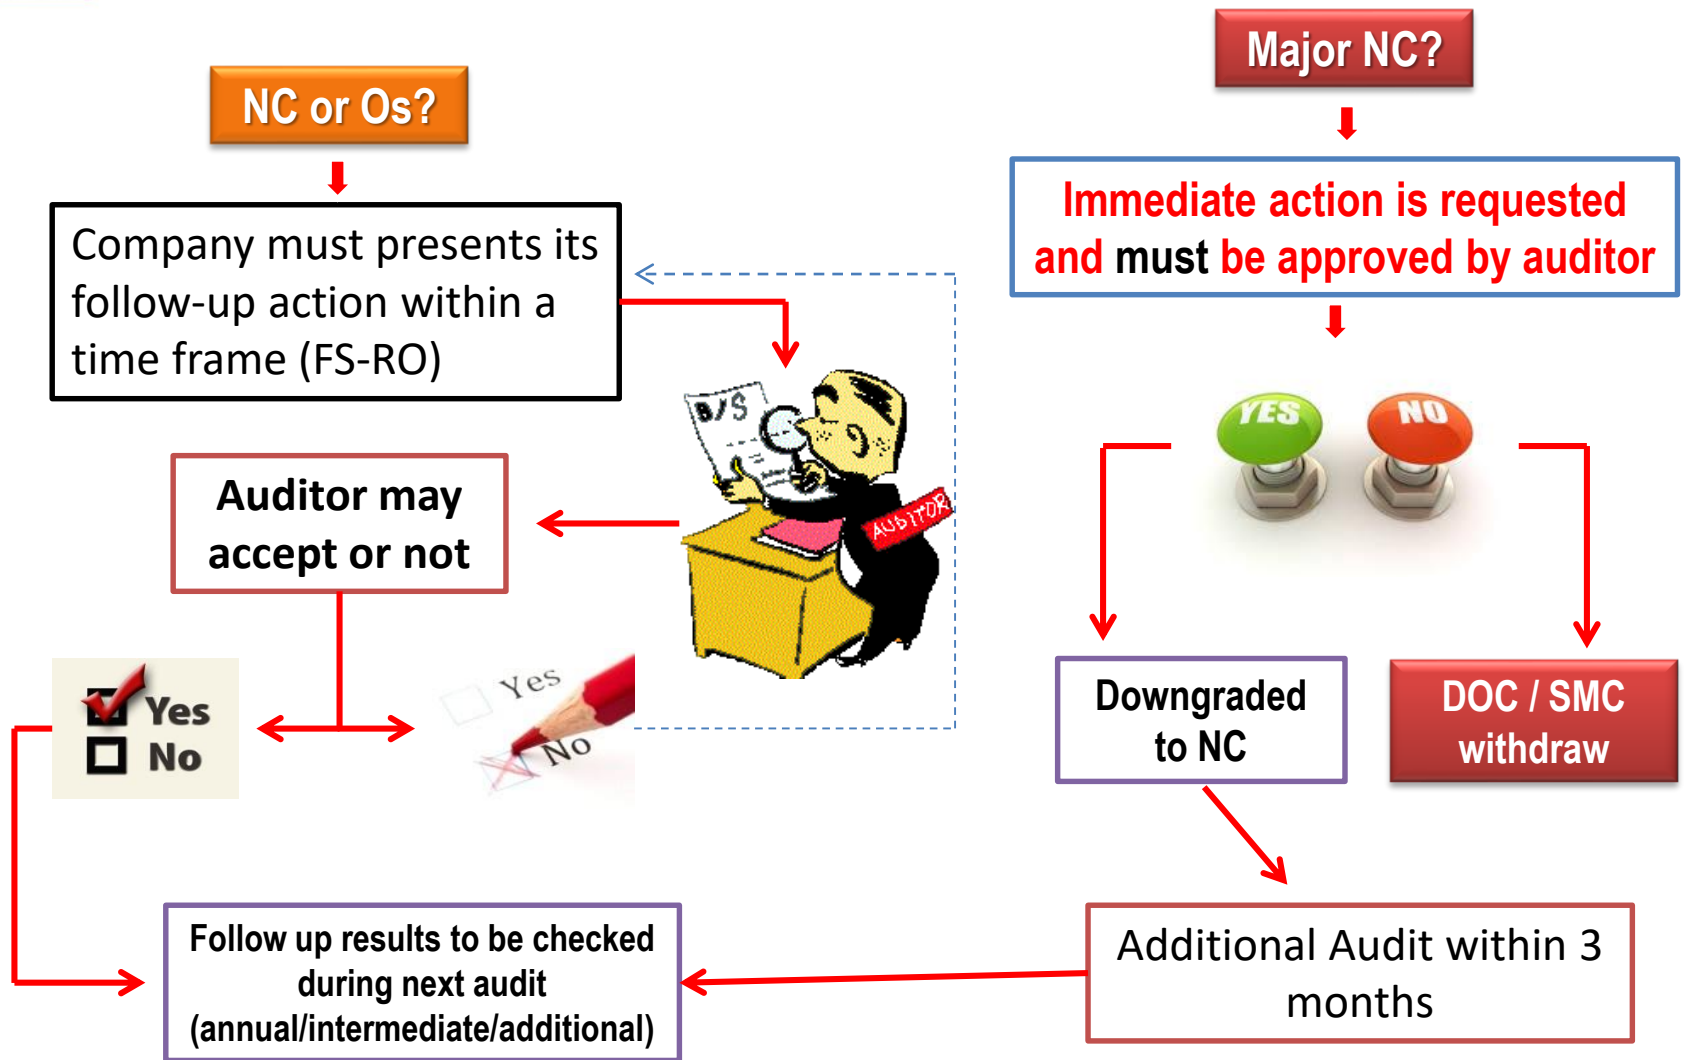 NC or Os?
Company must presents its
follow-up action within a
time frame (FS-RO)
B/S
AUDITOR
Auditor may
accept or not
Yes
No
Yes
No
Follow up results to be checked
during next audit
(annual/intermediate/additional)
Major NC?
Immediate action is requested
and must be approved by auditor
YES
NO
Downgraded
to NC
DOC / SMC
withdraw
Additional Audit within 3
months